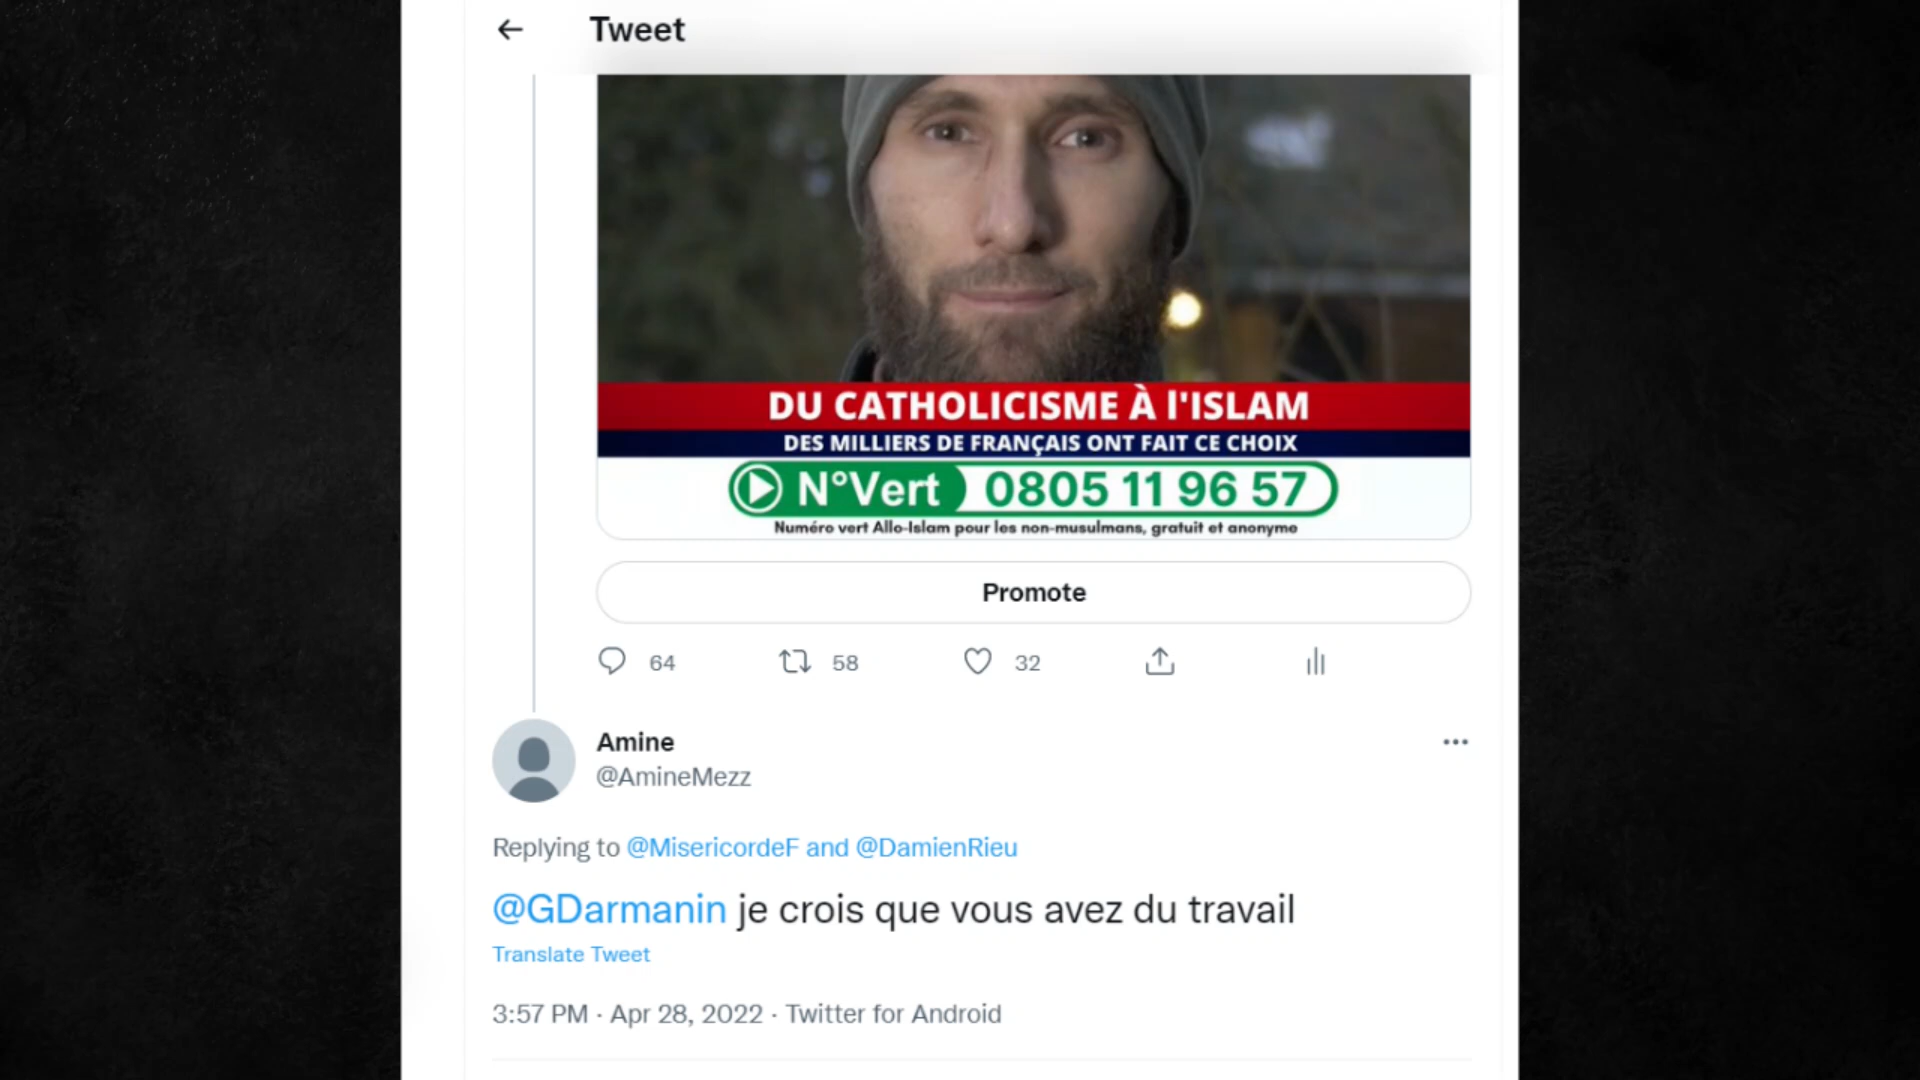 Tweet
DU CATHOLICISME À l'ISLAM
DES MILLIERS DE FRANÇAIS ONT FAIT CE CHOIX
N°Vert 0805 11 96 57
Numéro vert Allo-Islam pour les non-musulmans, gratuit et anonyme
Promote
64 58 32
Amine
@AmineMezz
Replying to @MisericordeF and @DamienRieu
@GDarmanin je crois que vous avez du travail
Translate Tweet
3:57 PM · Apr 28, 2022 · Twitter for Android